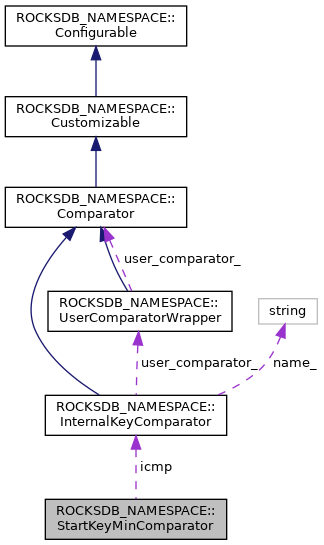 ROCKSDB_NAMESPACE::
Configurable
ROCKSDB_NAMESPACE::
Customizable
ROCKSDB_NAMESPACE::
Comparator
user_comparator_
ROCKSDB_NAMESPACE::
UserComparatorWrapper
string
user_comparator_
name_
ROCKSDB_NAMESPACE::
InternalKeyComparator
icmp
ROCKSDB_NAMESPACE::
StartKeyMinComparator